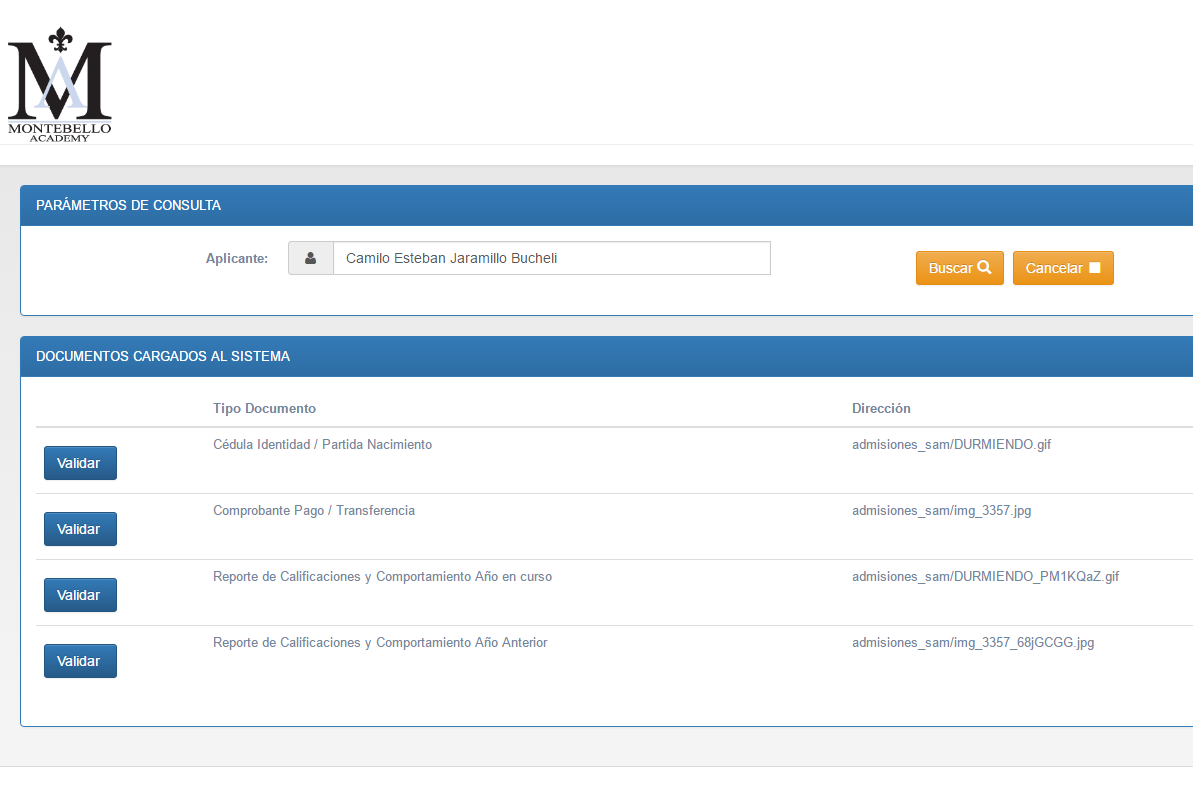 MA
MONTEBELLO
ACADEMY
PARÁMETROS DE CONSULTA
Aplicante: Camilo Esteban Jaramillo Bucheli Buscar Cancelar
DOCUMENTOS CARGADOS AL SISTEMA
Tipo Documento Dirección
Validar Cédula Identidad / Partida Nacimiento admisiones_sam/DURMIENDO.gif
Validar Comprobante Pago / Transferencia admisiones_sam/img_3357.jpg
Validar Reporte de Calificaciones y Comportamiento Año en curso admisiones_sam/DURMIENDO_PM1KQaZ.gif
Validar Reporte de Calificaciones y Comportamiento Año Anterior admisiones_sam/img_3357_68jGCGG.jpg